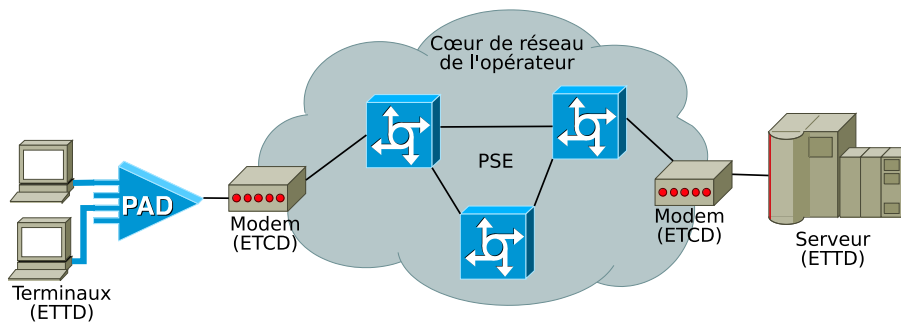 Cœur de réseau
de l'opérateur
PSE
PAD
Modem
(ETCD)
Modem
(ETCD)
Serveur
(ETTD)
Terminaux
(ETTD)